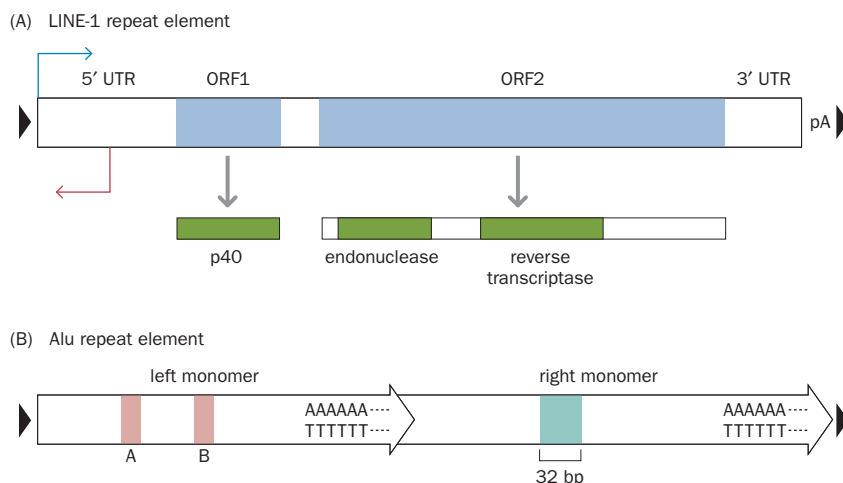 (A) LINE-1 repeat element
5′ UTR ORF1 ORF2 3′ UTR
pA
p40 endonuclease reverse
transcriptase
(B) Alu repeat element
left monomer right monomer
AAAAAA---- AAAAAA----
TTTTTT---- TTTTTT----
A B
32 bp